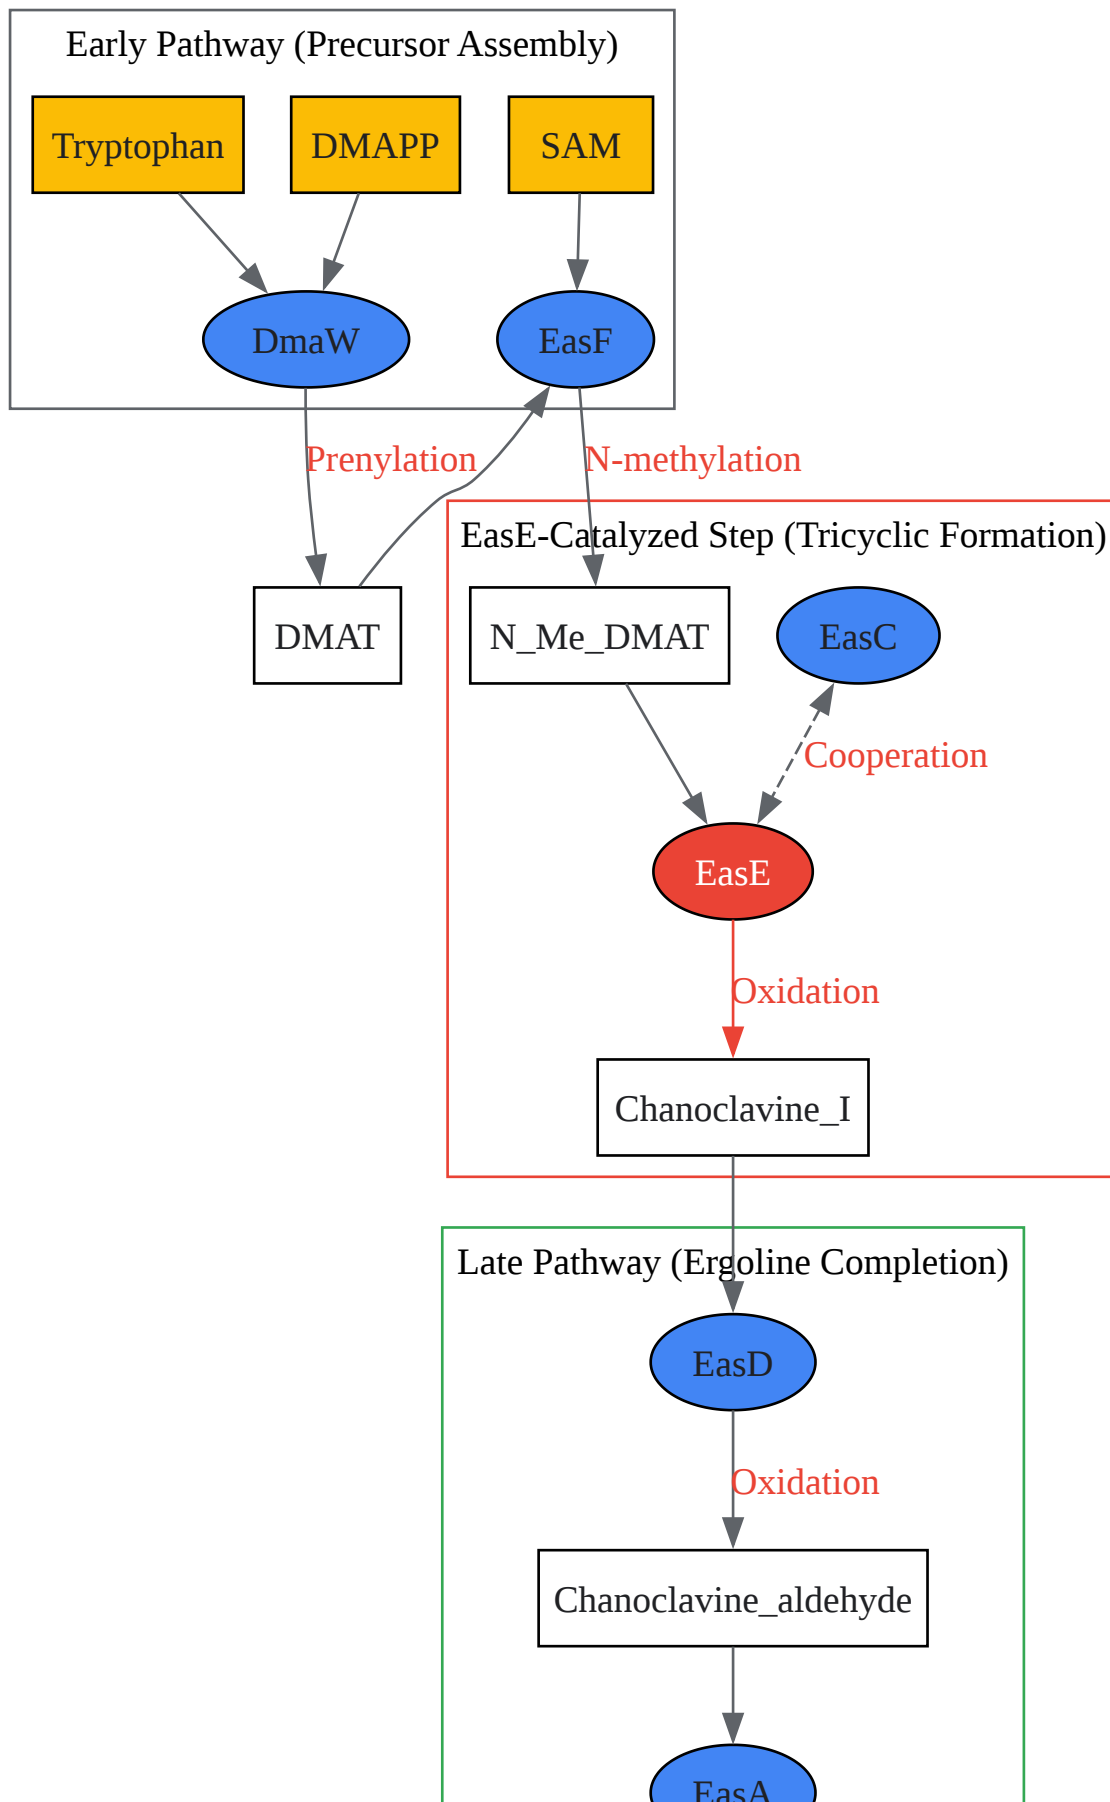 Early Pathway (Precursor Assembly)
Tryptophan
DMAPP
SAM
DmaW
EasF
Prenylation
N-methylation
EasE-Catalyzed Step (Tricyclic Formation)
DMAT
N_Me_DMAT
EasC
Cooperation
EasE
Oxidation
Chanoclavine_I
Late Pathway (Ergoline Completion)
EasD
Oxidation
Chanoclavine_aldehyde
EasA